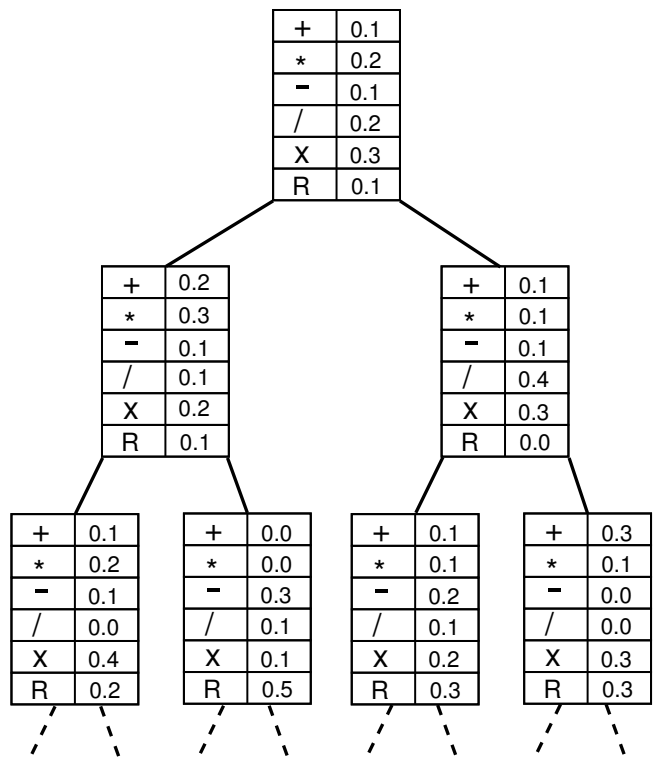 + 0.1
* 0.2
- 0.1
/ 0.2
X 0.3
R 0.1
+ 0.2
* 0.3
- 0.1
/ 0.1
X 0.2
R 0.1
+ 0.1
* 0.1
- 0.1
/ 0.4
X 0.3
R 0.0
+ 0.1
* 0.2
- 0.1
/ 0.0
X 0.4
R 0.2
+ 0.0
* 0.0
- 0.3
/ 0.1
X 0.1
R 0.5
+ 0.1
* 0.1
- 0.2
/ 0.1
X 0.2
R 0.3
+ 0.3
* 0.1
- 0.0
/ 0.0
X 0.3
R 0.3